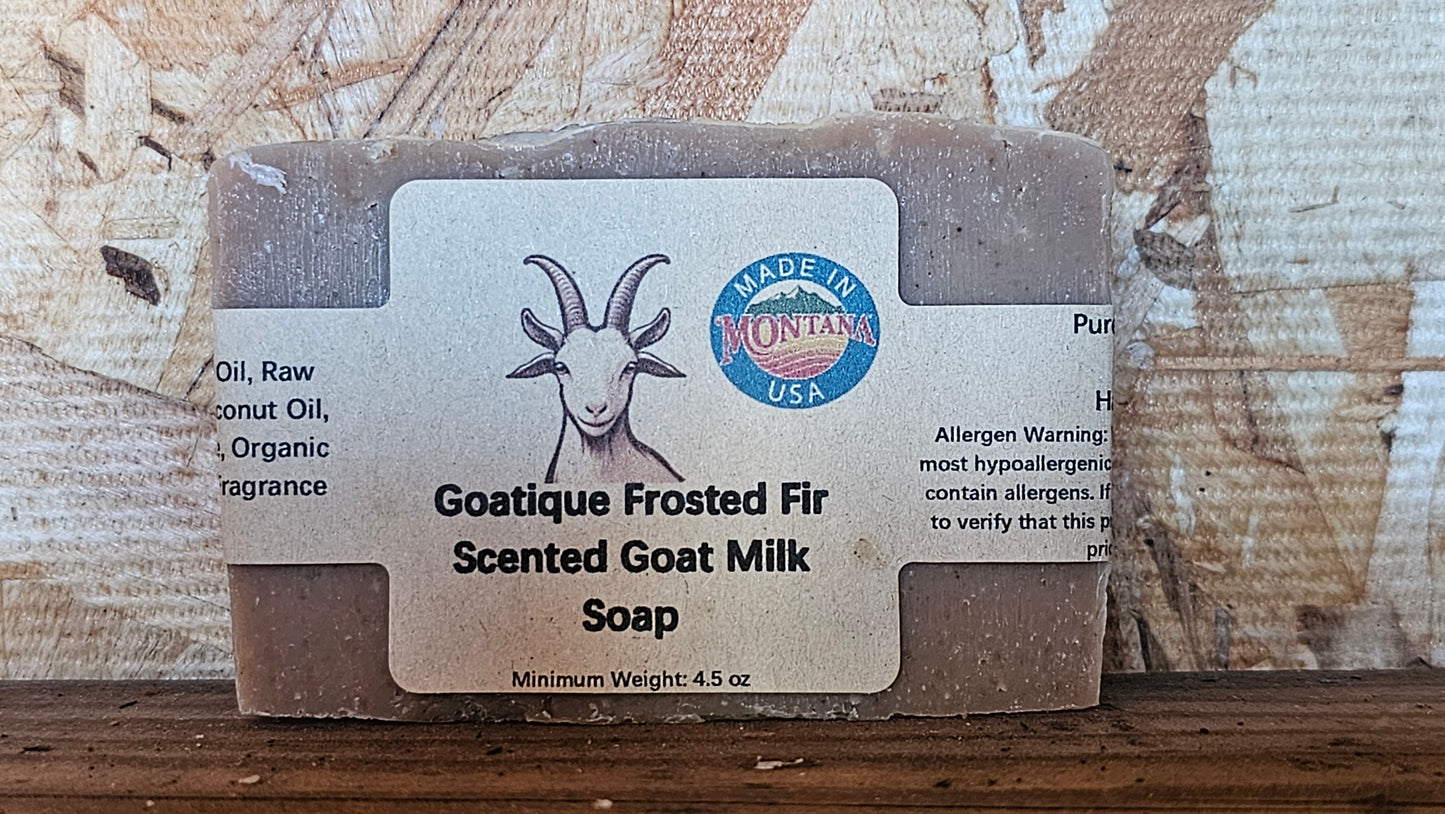 Oil, Raw
conut Oil,
, Organic
ragrance
MADE IN
MONTANA
USA
Goatique Frosted Fir
Scented Goat Milk
Soap
Minimum Weight: 4.5 oz
Pure
H
Allergen Warning:
most hypoallergenic
contain allergens. If
to verify that this p
pric